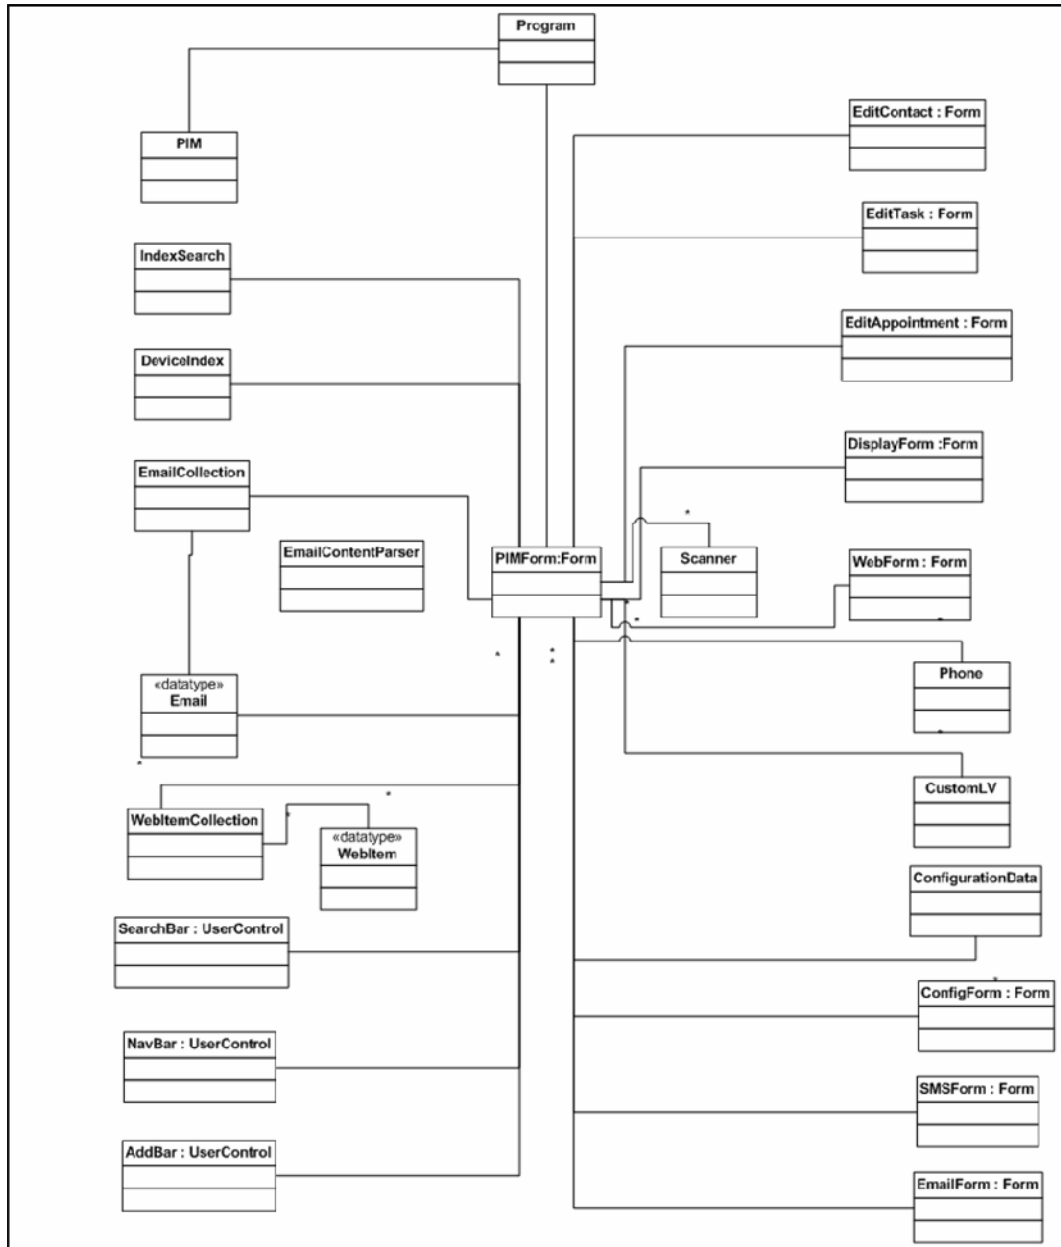 Program
PIM
EditContact : Form
EditTask : Form
IndexSearch
EditAppointment : Form
DeviceIndex
DisplayForm :Form
EmailCollection
*
EmailContentParser
PIMForm:Form
Scanner
WebForm : Form
*
*
*
*
*
*
Phone
«datatype»
Email
*
*
CustomLV
*
*
WebItemCollection
«datatype»
WebItem
ConfigurationData
SearchBar : UserControl
*
ConfigForm : Form
NavBar : UserControl
SMSForm : Form
AddBar : UserControl
EmailForm : Form